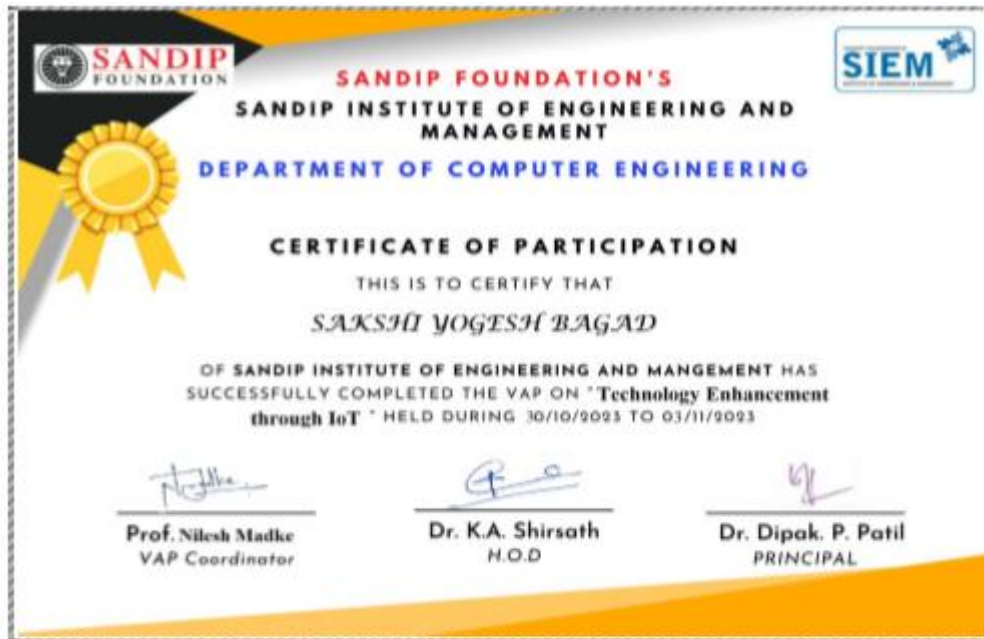 SANDIP
FOUNDATION
SIEM
SANDIP FOUNDATION'S
SANDIP INSTITUTE OF ENGINEERING AND
MANAGEMENT
DEPARTMENT OF COMPUTER ENGINEERING
CERTIFICATE OF PARTICIPATION
THIS IS TO CERTIFY THAT
SAKSHI YOGESH BAGAD
OF SANDIP INSTITUTE OF ENGINEERING AND MANGEMENT HAS
SUCCESSFULLY COMPLETED THE VAP ON "Technology Enhancement
through IoT " HELD DURING 30/10/2023 TO 03/11/2023
Prof. Nilesh Madke
VAP Coordinator
Dr. K.A. Shirsath
H.O.D
Dr. Dipak. P. Patil
PRINCIPAL